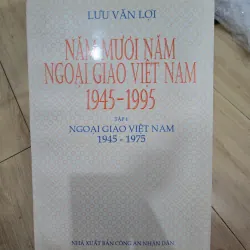 LƯU VĂN LỢI
NĂM MƯƠI NĂM
NGOẠI GIAO VIỆT NAM
1945-1995
TẬP I
NGOẠI GIAO VIỆT NAM
1945 - 1975
NHÀ XUẤT BẢN CÔNG AN NHÂN DÂN